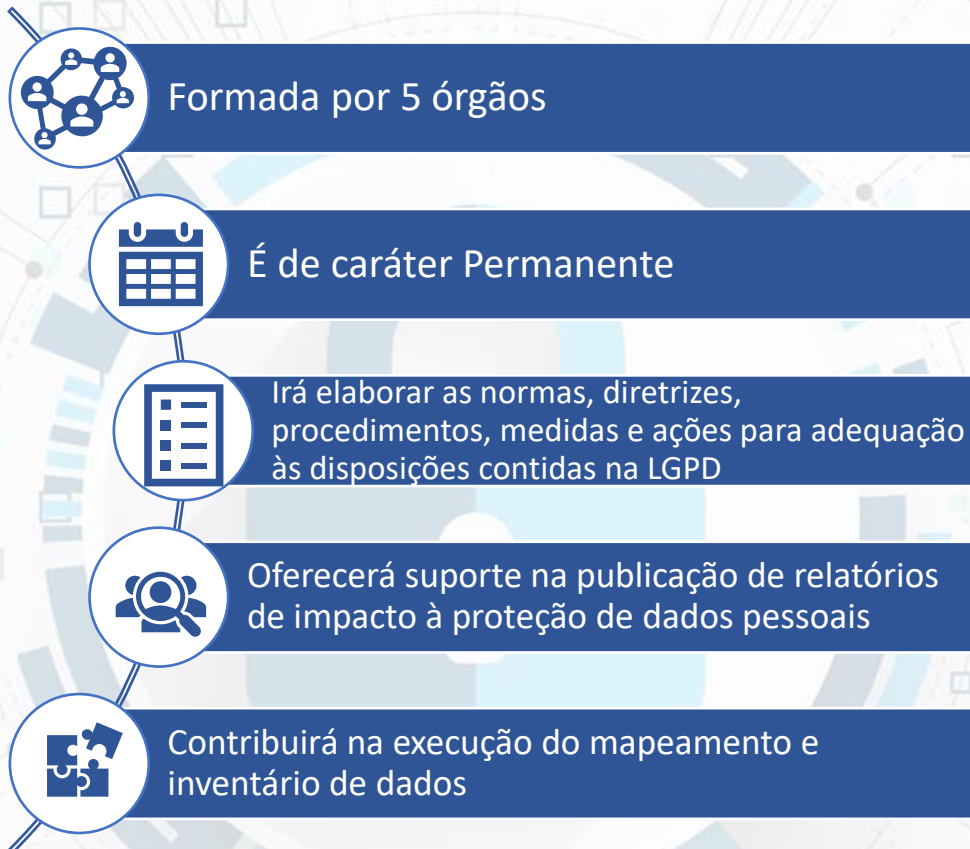 Formada por 5 órgãos
É de caráter Permanente
Irá elaborar as normas, diretrizes,
procedimentos, medidas e ações para adequação
às disposições contidas na LGPD
Oferecerá suporte na publicação de relatórios
de impacto à proteção de dados pessoais
Contribuirá na execução do mapeamento e
inventário de dados